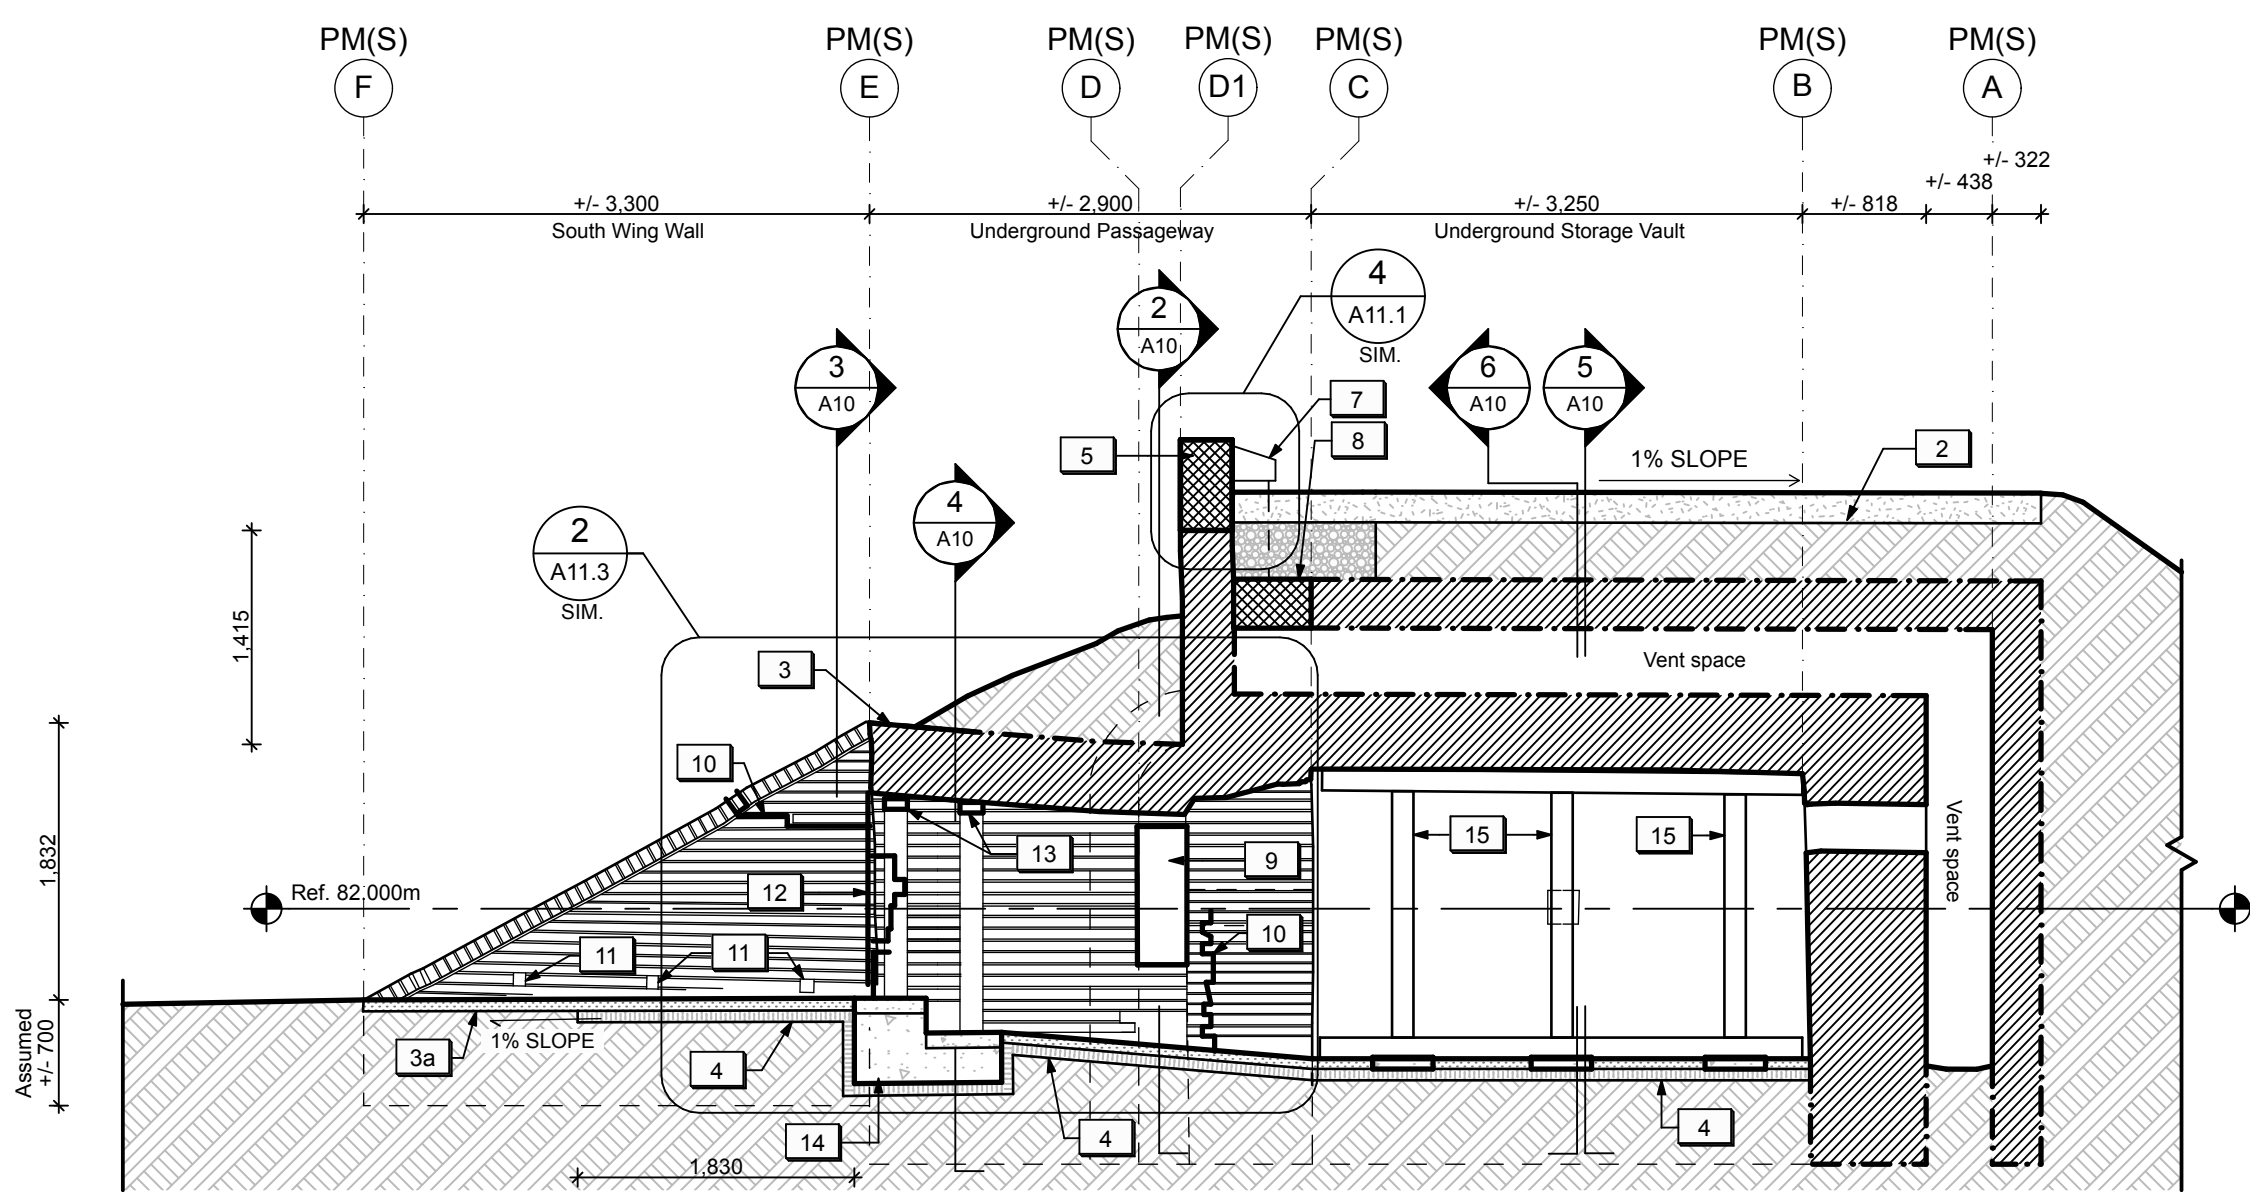 PM(S) PM(S) PM(S) PM(S) PM(S) PM(S) PM(S)
F E D D1 C B A
+/- 322
+/- 438
+/- 3,300 +/- 2,900 +/- 3,250 +/- 818
South Wing Wall Underground Passageway Underground Storage Vault
4
A11.1
SIM.
2
A10
3
A10
6
A10
5
A10
7
8
5
1% SLOPE
2
4
A10
2
A11.3
SIM.
1,415
Vent space
3
10
15
15
13
9
Vent space
1,832
12
Ref. 82.000m
10
11
11
Assumed
+/- 700
3a
1% SLOPE
4
14
4
4
1,830